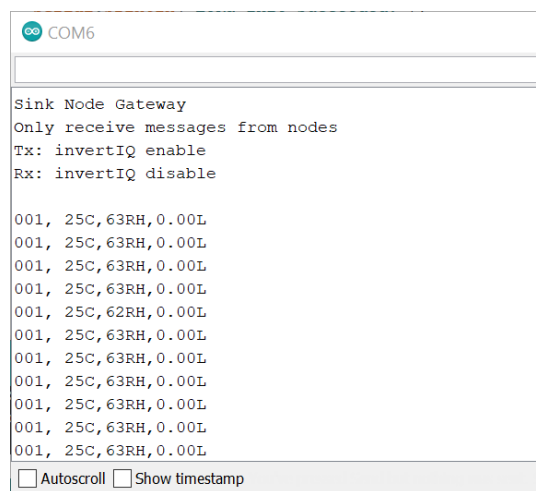 COM6
Sink Node Gateway
Only receive messages from nodes
Tx: invertIQ enable
Rx: invertIQ disable
001, 25C,63RH,0.00L
001, 25C,63RH,0.00L
001, 25C,63RH,0.00L
001, 25C,63RH,0.00L
001, 25C,62RH,0.00L
001, 25C,63RH,0.00L
001, 25C,63RH,0.00L
001, 25C,63RH,0.00L
001, 25C,63RH,0.00L
001, 25C,63RH,0.00L
001, 25C,63RH,0.00L
Autoscroll Show timestamp